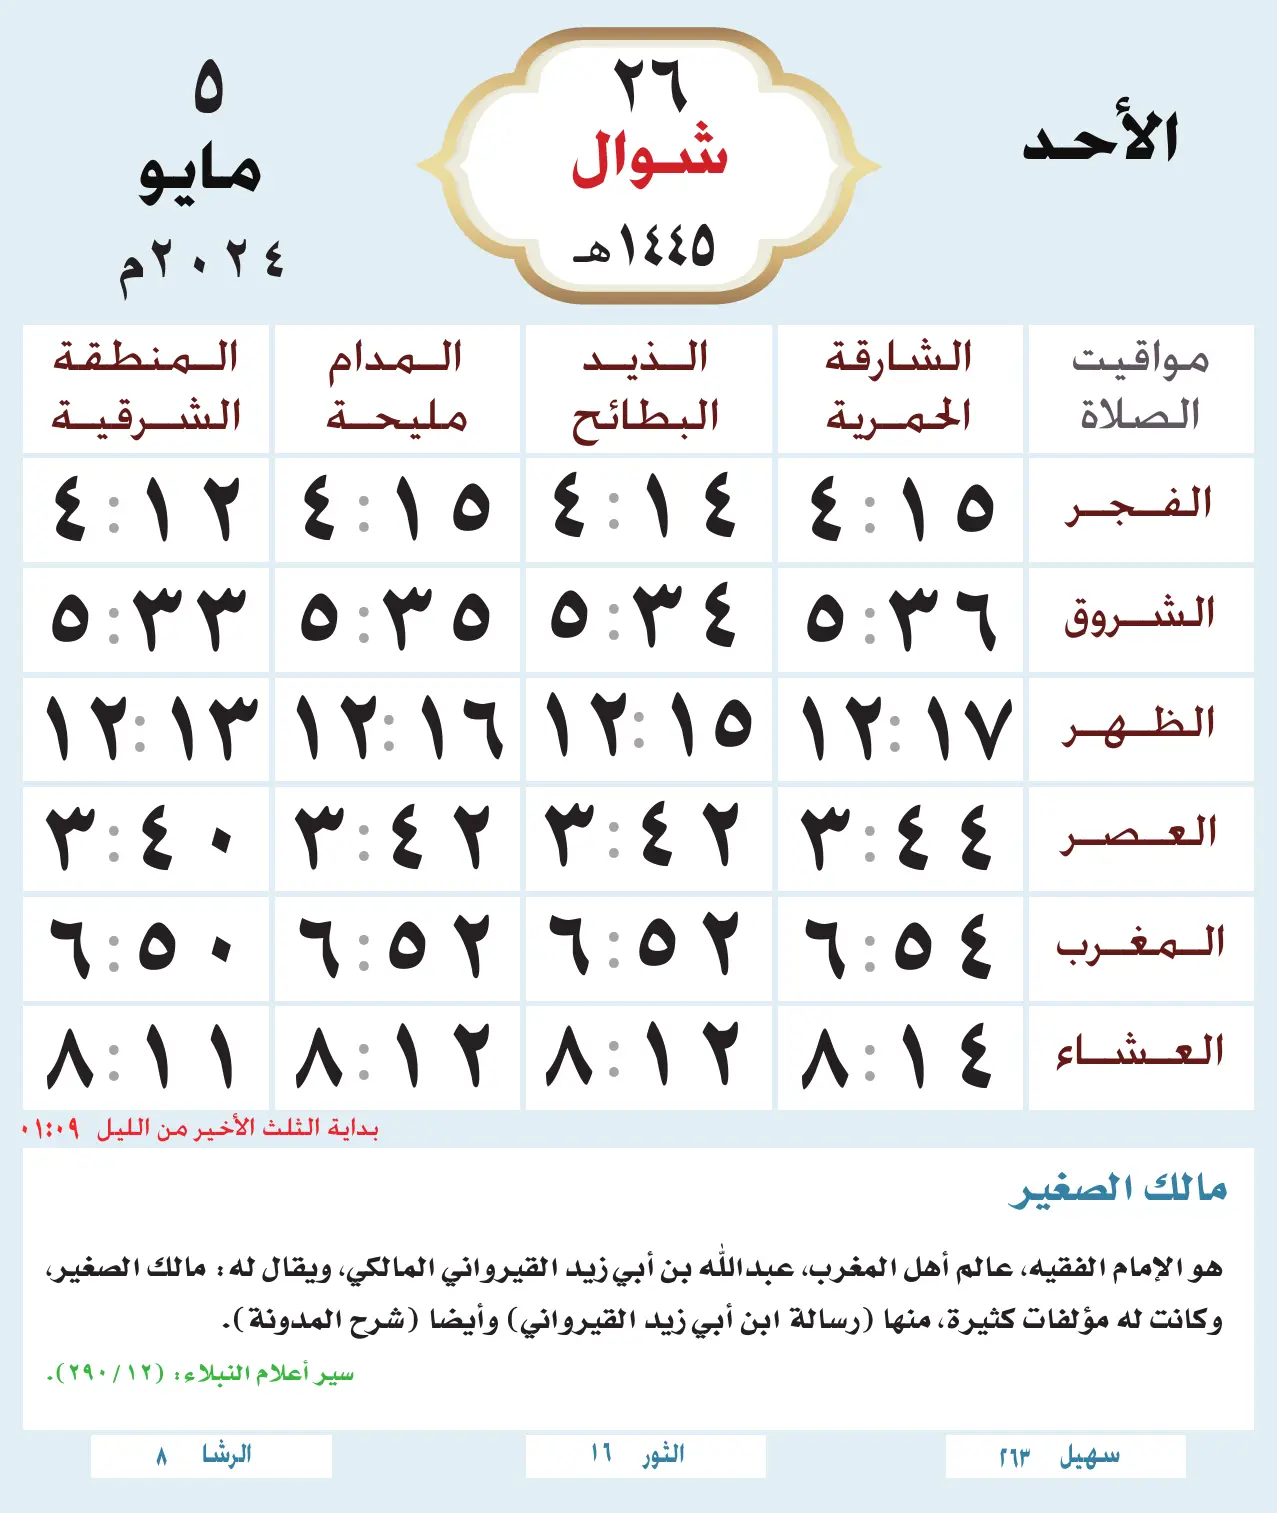 الأحد
٢٦
شوال
١٤٤٥هـ
٥
مايو
٢٠٢٤م
مواقيت الصلاة
الشارقة الحمرية
الذيد البطائح
المدام مليحة
المنطقة الشرقية
الفجر ٤:١٥ ٤:١٤ ٤:١٥ ٤:١٢
الشروق ٥:٣٦ ٥:٣٤ ٥:٣٥ ٥:٣٣
الظهر ١٢:١٧ ١٢:١٥ ١٢:١٦ ١٢:١٣
العصر ٣:٤٤ ٣:٤٢ ٣:٤٢ ٣:٤٠
المغرب ٦:٥٤ ٦:٥٢ ٦:٥٢ ٦:٥٠
العشاء ٨:١٤ ٨:١٢ ٨:١٢ ٨:١١
بداية الثلث الأخير من الليل ٠١:٠٩
مالك الصغير
هو الإمام الفقيه، عالم أهل المغرب، عبدالله بن أبي زيد القيرواني المالكي، ويقال له: مالك الصغير،
وكانت له مؤلفات كثيرة، منها (رسالة ابن أبي زيد القيرواني) وأيضا (شرح المدونة).
سير أعلام النبلاء: (٢٩٠/١٢).
سهيل ٢٦٣
الثور ١٦
الرشا ٨